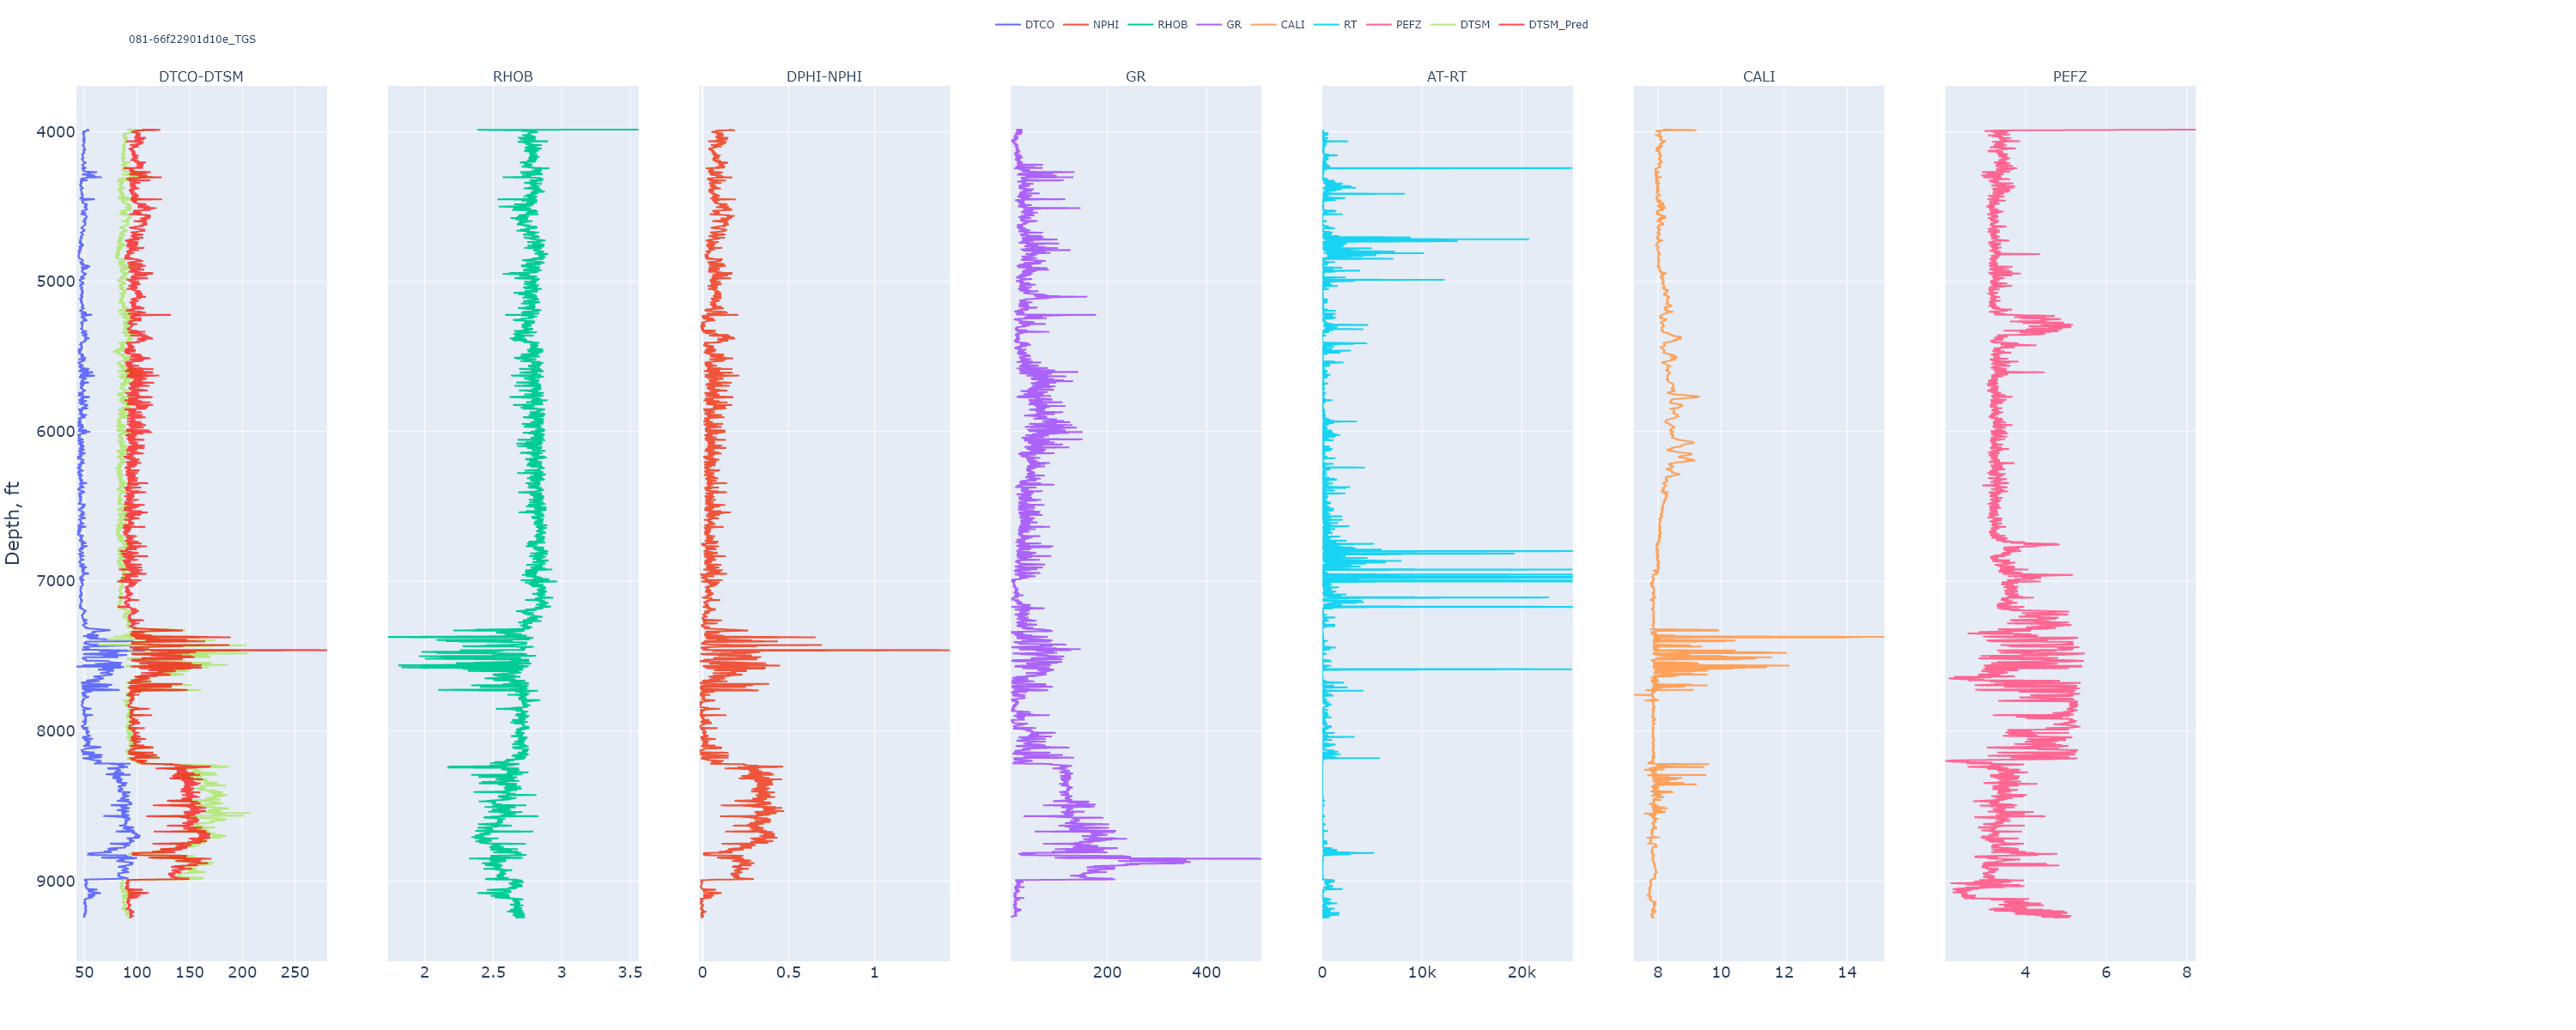 DTCO NPHI RHOB GR CALI RT PEFZ DTSM DTSM_Pred
081-66f22901d10e_TGS
DTCO-DTSM RHOB DPHI-NPHI GR AT-RT CALI PEFZ
4000
5000
6000
7000
8000
9000
Depth, ft
50 100 150 200 250 2 2.5 3 3.5 0 0.5 1 200 400 0 10k 20k 8 10 12 14 4 6 8